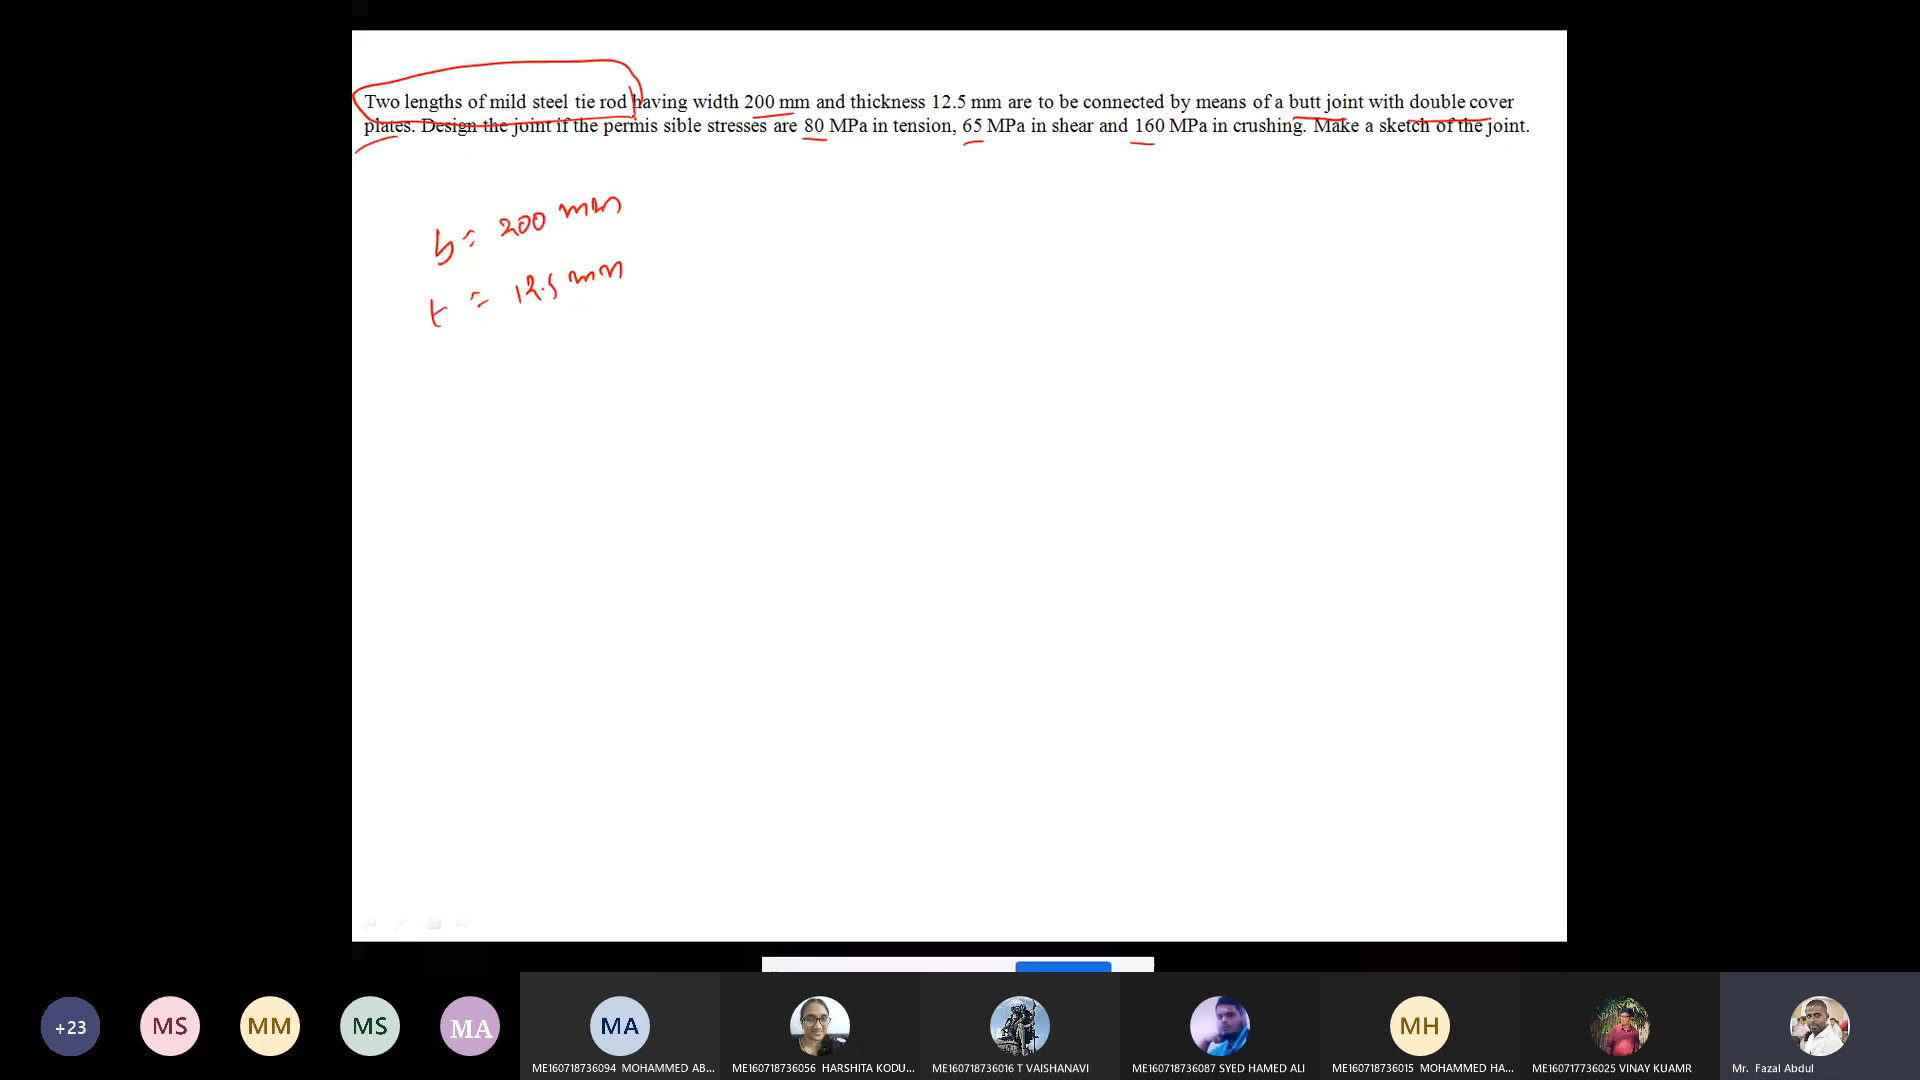 Two lengths of mild steel tie rod having width 200 mm and thickness 12.5 mm are to be connected by means of a butt joint with double cover
plates. Design the joint if the permis sible stresses are 80 MPa in tension, 65 MPa in shear and 160 MPa in crushing. Make a sketch of the joint.
b = 200 mm
t = 12.5 mm
+23
MS
MM
MS
MA
MA
MH
ME160718736094 MOHAMMED AB...
ME160718736056 HARSHITA KODU...
ME160718736016 T VAISHANAVI
ME160718736087 SYED HAMED ALI
ME160718736015 MOHAMMED HA...
ME160717736025 VINAY KUAMR
Mr. Fazal Abdul